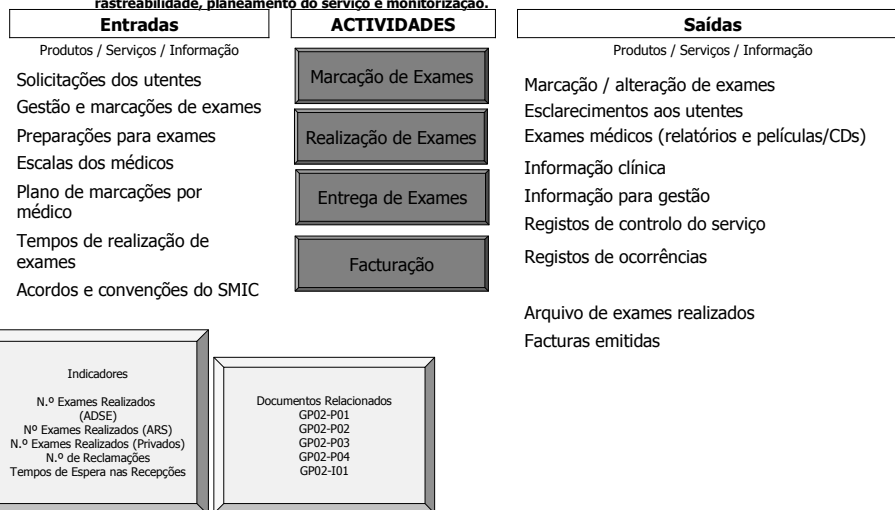 rastreabilidade, planeamento do serviço e monitorização.
Entradas
Produtos / Serviços / Informação
Solicitações dos utentes
Gestão e marcações de exames
Preparações para exames
Escalas dos médicos
Plano de marcações por
médico
Tempos de realização de
exames
Acordos e convenções do SMIC
ACTIVIDADES
Marcação de Exames
Realização de Exames
Entrega de Exames
Facturação
Saídas
Produtos / Serviços / Informação
Marcação / alteração de exames
Esclarecimentos aos utentes
Exames médicos (relatórios e películas/CDs)
Informação clínica
Informação para gestão
Registos de controlo do serviço
Registos de ocorrências
Arquivo de exames realizados
Facturas emitidas
Indicadores
N.º Exames Realizados
(ADSE)
Nº Exames Realizados (ARS)
N.º Exames Realizados (Privados)
N.º de Reclamações
Tempos de Espera nas Recepções
Documentos Relacionados
GP02-P01
GP02-P02
GP02-P03
GP02-P04
GP02-I01